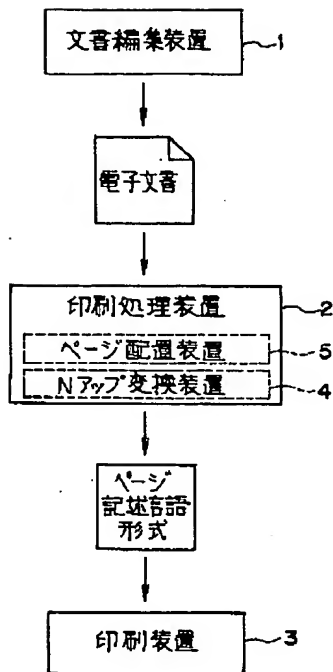 文書編集装置 1
電子文書
印刷処理装置 2
ページ配置装置 5
Nアップ変換装置 4
ページ
記述言語
形式
印刷装置 3